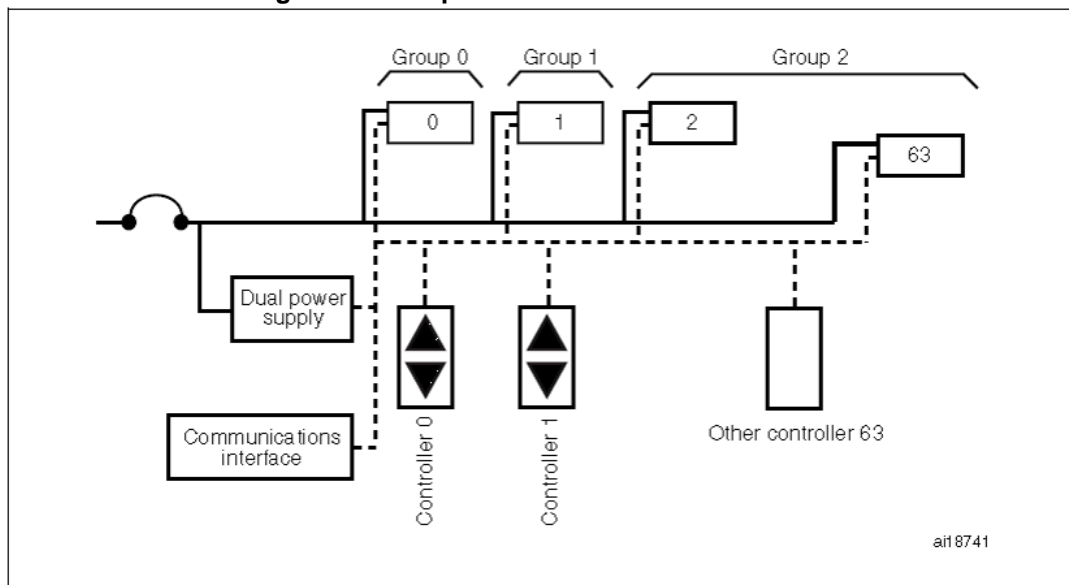 Group 0
Group 1
Group 2
0
1
2
63
Dual power
supply
Communications
interface
Controller 0
Controller 1
Other controller 63
ai18741